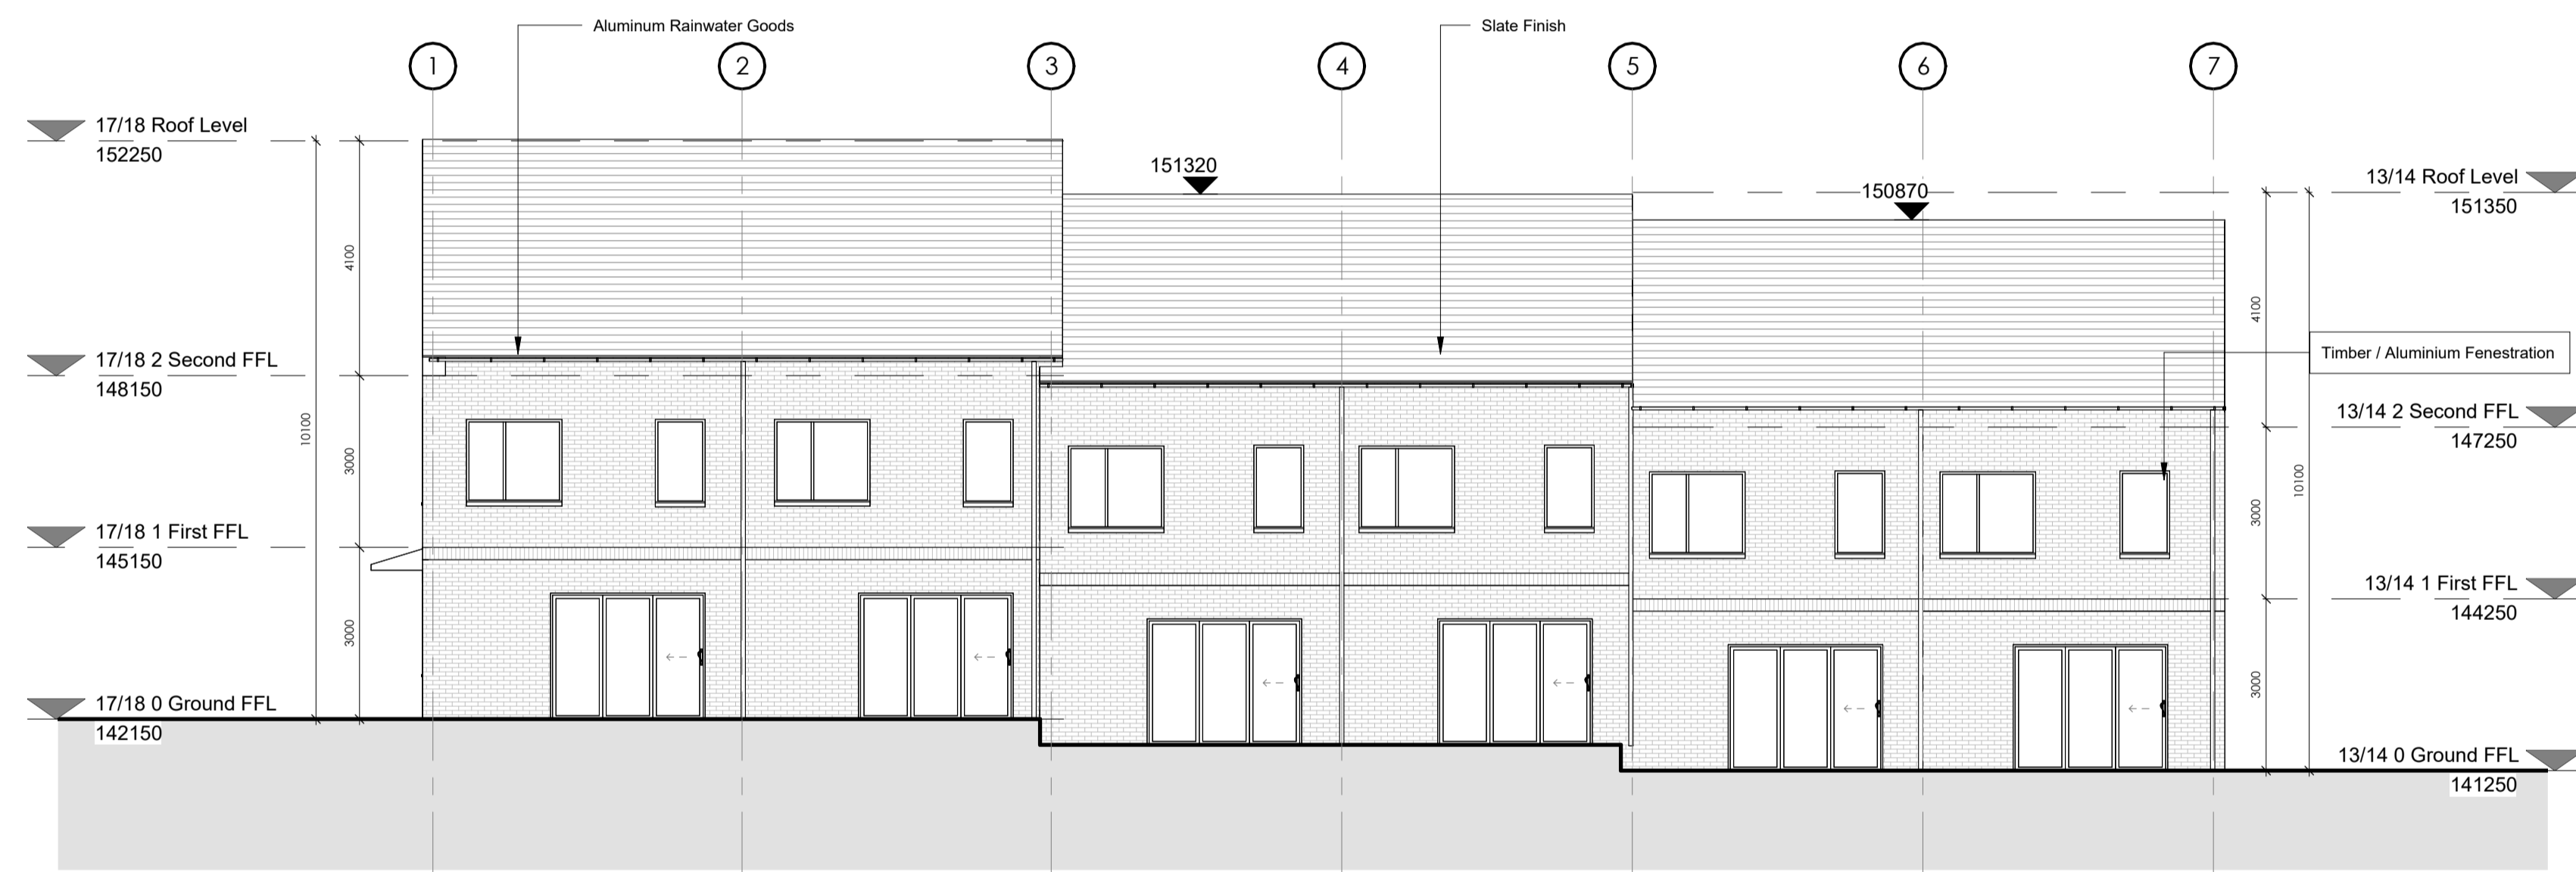 Aluminum Rainwater Goods
Slate Finish
1
2
3
4
5
6
7
17/18 Roof Level
152250
151320
150870
13/14 Roof Level
151350
4100
4100
Timber / Aluminium Fenestration
17/18 2 Second FFL
148150
13/14 2 Second FFL
147250
10100
3000
10100
3000
17/18 1 First FFL
145150
13/14 1 First FFL
144250
3000
3000
17/18 0 Ground FFL
142150
13/14 0 Ground FFL
141250